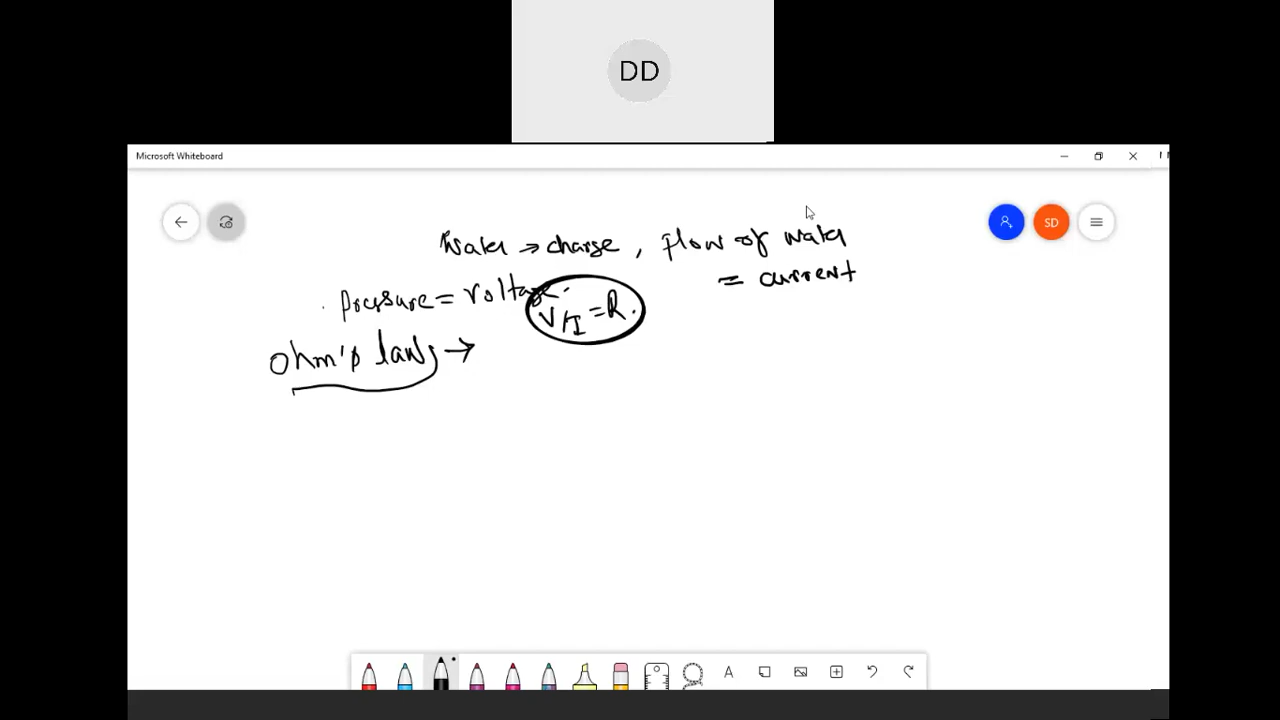 DD
Microsoft Whiteboard
SD
Water → charge, Flow of water
= current
Pressure = voltage.
V/I = R.
Ohm's law →
A